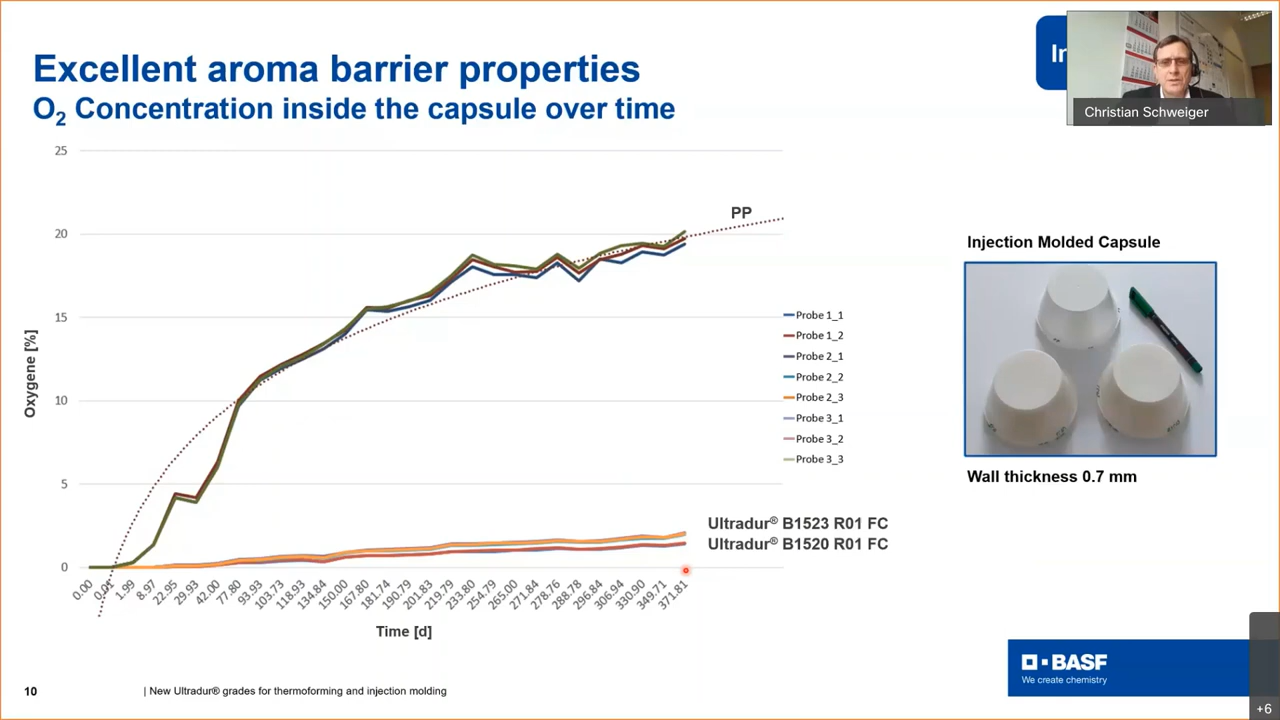 Excellent aroma barrier properties
O2 Concentration inside the capsule over time
In
Christian Schweiger
25
20
15
10
5
0
Oxygene [%]
PP
Probe 1_1
Probe 1_2
Probe 2_1
Probe 2_2
Probe 2_3
Probe 3_1
Probe 3_2
Probe 3_3
Ultradur® B1523 R01 FC
Ultradur® B1520 R01 FC
0.00 0.01 1.99 8.97 22.95 29.93 42.00 77.80 93.93 103.73 118.93 134.84 150.00 167.80 181.74 190.79 201.83 219.79 233.80 254.79 265.00 271.84 278.76 288.78 296.84 306.94 330.90 349.71 371.81
Time [d]
Injection Molded Capsule
Wall thickness 0.7 mm
BASF
We create chemistry
10
| New Ultradur® grades for thermoforming and injection molding
+6